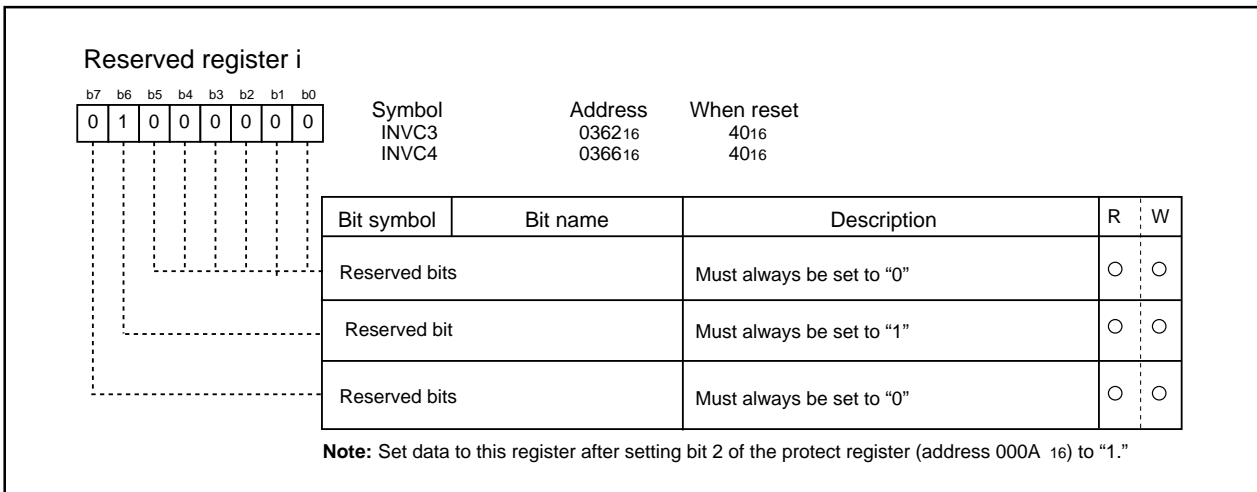 Reserved register i
b7 b6 b5 b4 b3 b2 b1 b0
0 1 0 0 0 0 0 0
Symbol Address When reset
INVC3 036216 4016
INVC4 036616 4016
Bit symbol Bit name Description R W
Reserved bits Must always be set to “0”
Reserved bit Must always be set to “1”
Reserved bits Must always be set to “0”
Note: Set data to this register after setting bit 2 of the protect register (address 000A 16) to “1.”